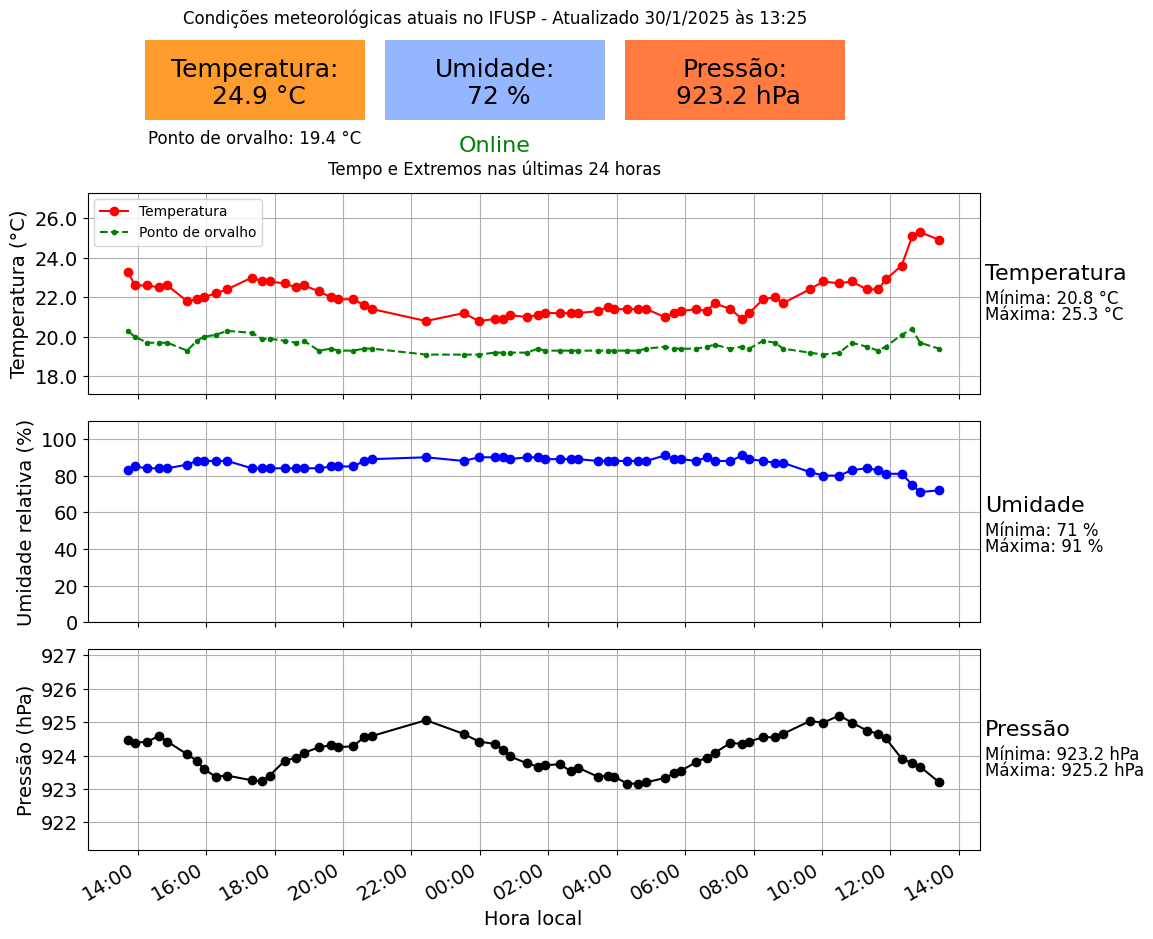 Condições meteorológicas atuais no IFUSP - Atualizado 30/1/2025 às 13:25
Temperatura:
24.9 °C
Umidade:
72 %
Pressão:
923.2 hPa
Ponto de orvalho: 19.4 °C
Online
Tempo e Extremos nas últimas 24 horas
Temperatura (°C)
26.0
24.0
22.0
20.0
18.0
Temperatura
Ponto de orvalho
Temperatura
Mínima: 20.8 °C
Máxima: 25.3 °C
Umidade relativa (%)
100
80
60
40
20
0
Umidade
Mínima: 71 %
Máxima: 91 %
Pressão (hPa)
927
926
925
924
923
922
Pressão
Mínima: 923.2 hPa
Máxima: 925.2 hPa
14:00
16:00
18:00
20:00
22:00
00:00
02:00
04:00
06:00
08:00
10:00
12:00
14:00
Hora local